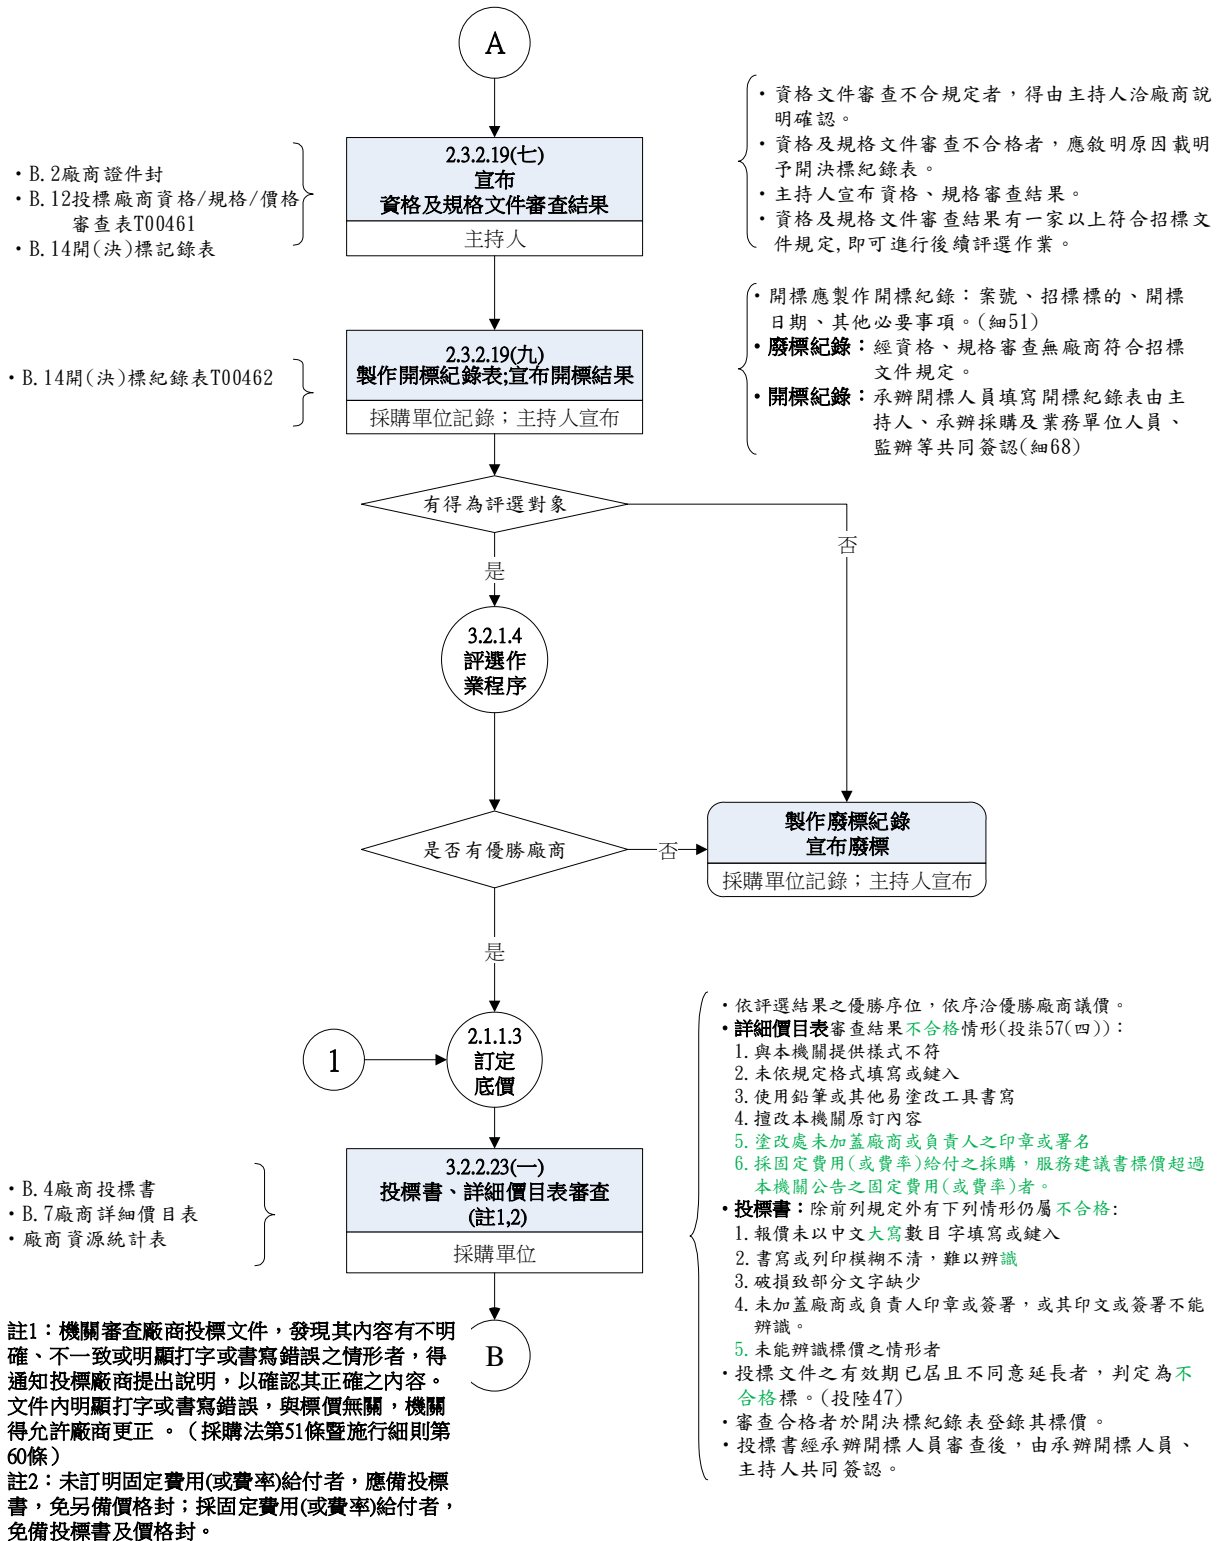 A
・B.2廠商證件封
・B.12投標廠商資格/規格/價格
審查表T00461
・B.14開(決)標記錄表
2.3.2.19(七)
宣布
資格及規格文件審查結果
主持人
・資格文件審查不合規定者，得由主持人洽廠商說
明確認。
・資格及規格文件審查不合格者，應敘明原因載明
予開決標紀錄表。
・主持人宣布資格、規格審查結果。
・資格及規格文件審查結果有一家以上符合招標文
件規定,即可進行後續評選作業。
・B.14開(決)標紀錄表T00462
2.3.2.19(九)
製作開標紀錄表;宣布開標結果
採購單位記錄；主持人宣布
・開標應製作開標紀錄：案號、招標標的、開標
日期、其他必要事項。(細51)
・廢標紀錄：經資格、規格審查無廠商符合招標
文件規定。
・開標紀錄：承辦開標人員填寫開標紀錄表由主
持人、承辦採購及業務單位人員、
監辦等共同簽認(細68)
有得為評選對象
否
是
3.2.1.4
評選作
業程序
是否有優勝廠商
否
製作廢標紀錄
宣布廢標
採購單位記錄；主持人宣布
是
1
2.1.1.3
訂定
底價
・B.4廠商投標書
・B.7廠商詳細價目表
・廠商資源統計表
3.2.2.23(一)
投標書、詳細價目表審查
(註1,2)
採購單位
B
・依評選結果之優勝序位，依序洽優勝廠商議價。
・詳細價目表審查結果不合格情形(投柒57(四))：
1.與本機關提供樣式不符
2.未依規定格式填寫或鍵入
3.使用鉛筆或其他易塗改工具書寫
4.擅改本機關原訂內容
5.塗改處未加蓋廠商或負責人之印章或署名
6.採固定費用(或費率)給付之採購，服務建議書標價超過
本機關公告之固定費用(或費率)者。
・投標書：除前列規定外有下列情形仍屬不合格:
1.報價未以中文大寫數目字填寫或鍵入
2.書寫或列印模糊不清，難以辨識
3.破損致部分文字缺少
4.未加蓋廠商或負責人印章或簽署，或其印文或簽署不能
辨識。
5.未能辨識標價之情形者
・投標文件之有效期已屆且不同意延長者，判定為不
合格標。(投陸47)
・審查合格者於開決標紀錄表登錄其標價。
・投標書經承辦開標人員審查後，由承辦開標人員、
主持人共同簽認。
註1：機關審查廠商投標文件，發現其內容有不明
確、不一致或明顯打字或書寫錯誤之情形者，得
通知投標廠商提出說明，以確認其正確之內容。
文件內明顯打字或書寫錯誤，與標價無關，機關
得允許廠商更正 。（採購法第51條暨施行細則第
60條）
註2：未訂明固定費用(或費率)給付者，應備投標
書，免另備價格封；採固定費用(或費率)給付者，
免備投標書及價格封。